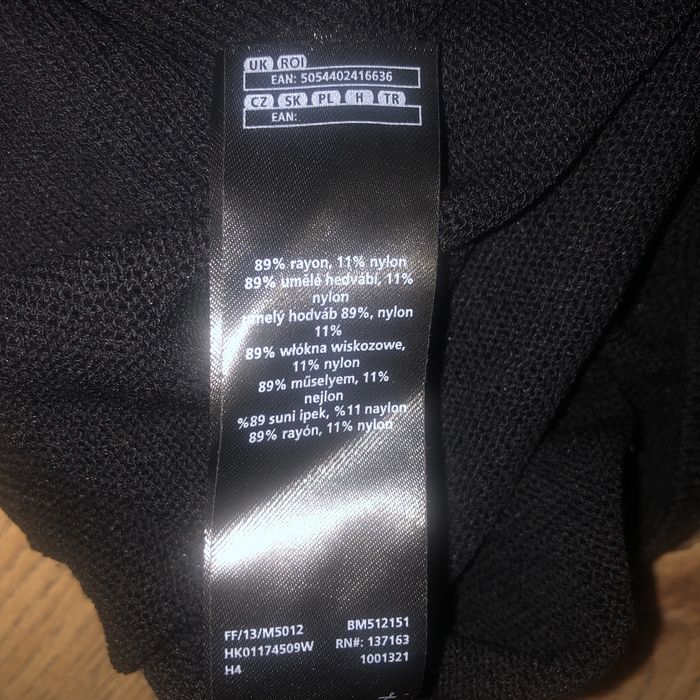 UK ROI
EAN: 5054402416636
CZ SK PL H TR
EAN:
89% rayon, 11% nylon
89% umělé hedvábí, 11%
nylon
umelý hodváb 89%, nylon
11%
89% włókna wiskozowe,
11% nylon
89% műselyem, 11%
nejlon
%89 suni ipek, %11 naylon
89% rayón, 11% nylon
FF/13/M5012 BM512151
HK01174509W RN#: 137163
H4 1001321